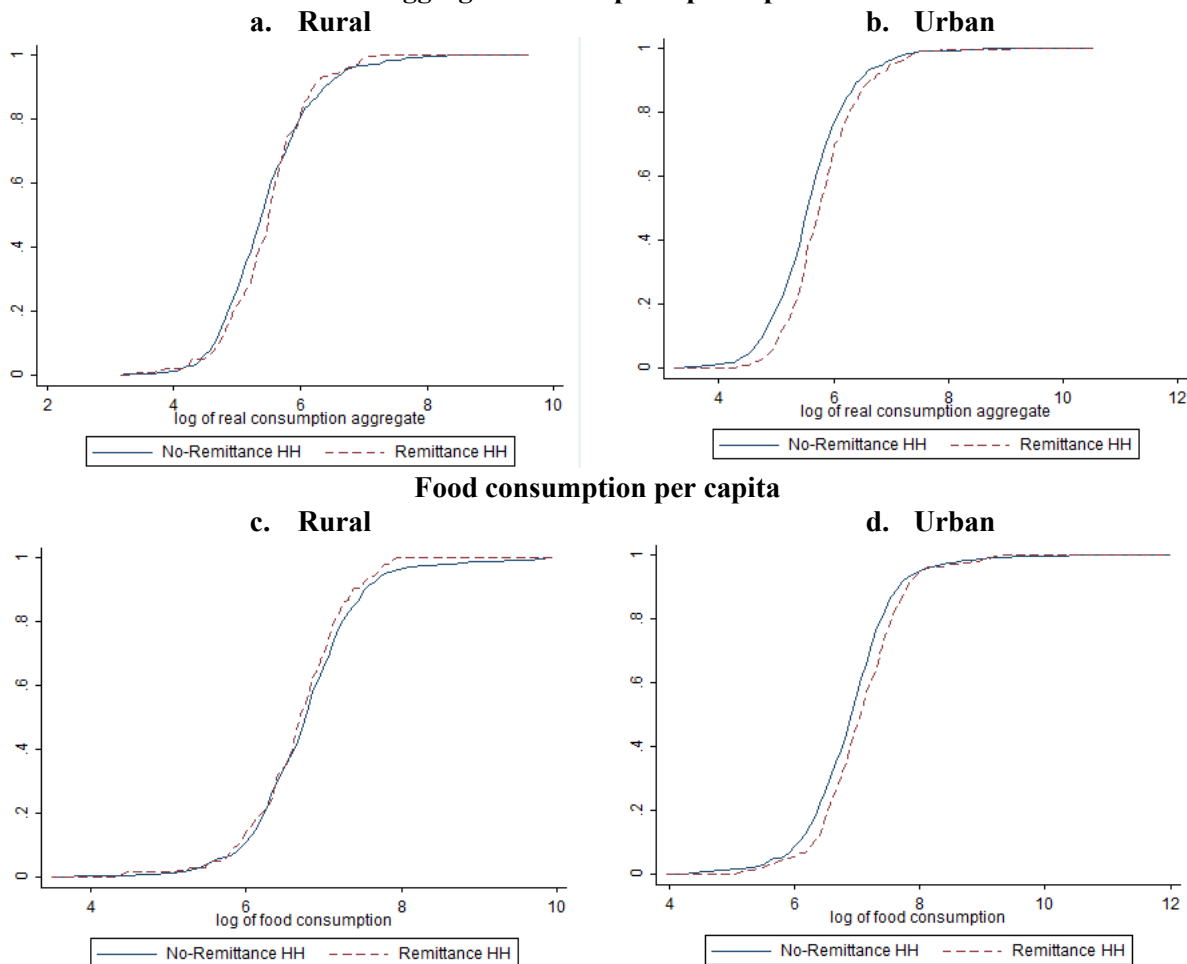 a. Rural
b. Urban
1
.8
.6
.4
.2
0
2 4 6 8 10
log of real consumption aggregate
No-Remittance HH Remittance HH
1
.8
.6
.4
.2
0
4 6 8 10 12
log of real consumption aggregate
No-Remittance HH Remittance HH
Food consumption per capita
c. Rural
d. Urban
1
.8
.6
.4
.2
0
4 6 8 10
log of food consumption
No-Remittance HH Remittance HH
1
.8
.6
.4
.2
0
4 6 8 10 12
log of food consumption
No-Remittance HH Remittance HH